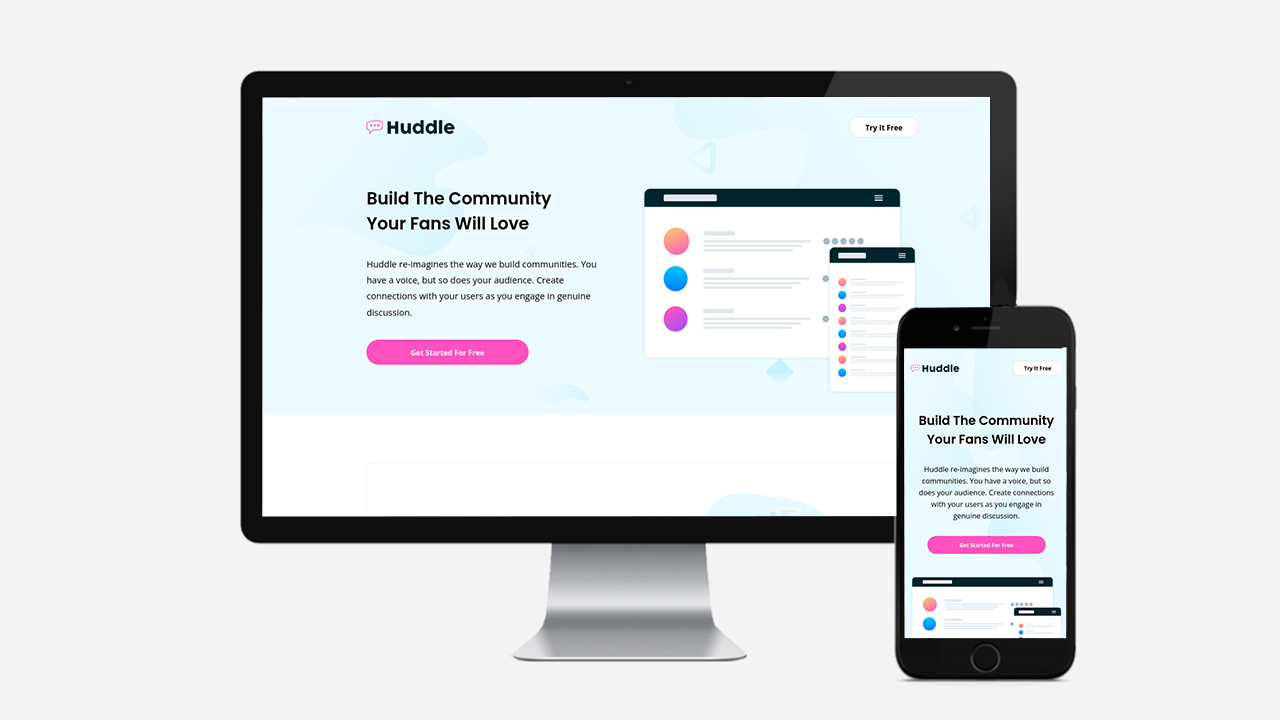 Huddle
Try It Free
Build The Community
Your Fans Will Love
Huddle re-imagines the way we build communities. You
have a voice, but so does your audience. Create
connections with your users as you engage in genuine
discussion.
Get Started For Free
Huddle
Try It Free
Build The Community
Your Fans Will Love
Huddle re-imagines the way we build
communities. You have a voice, but so
does your audience. Create connections
with your users as you engage in
genuine discussion.
Get Started For Free